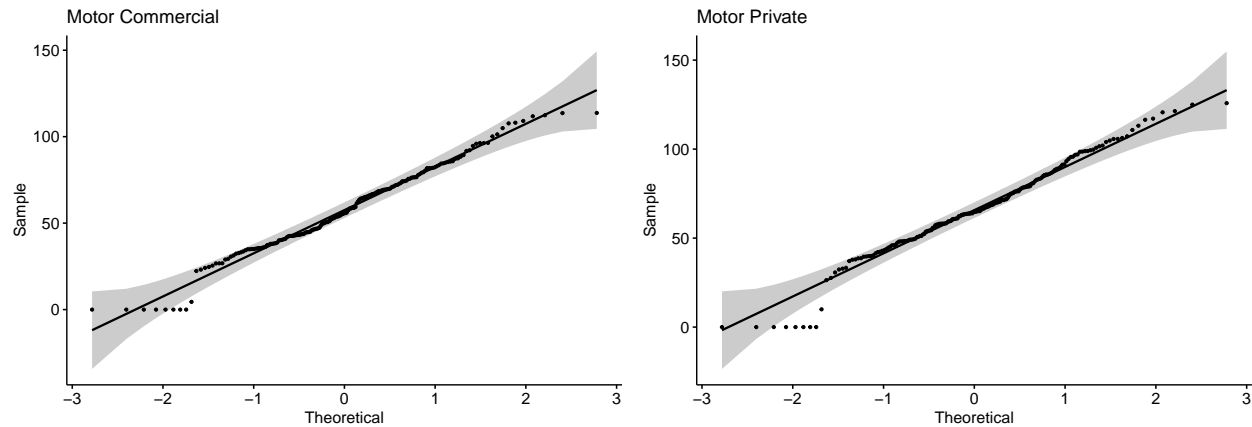 Motor Commercial
150
100
50
0
Sample
−3 −2 −1 0 1 2 3
Theoretical
Motor Private
150
100
50
0
Sample
−3 −2 −1 0 1 2 3
Theoretical